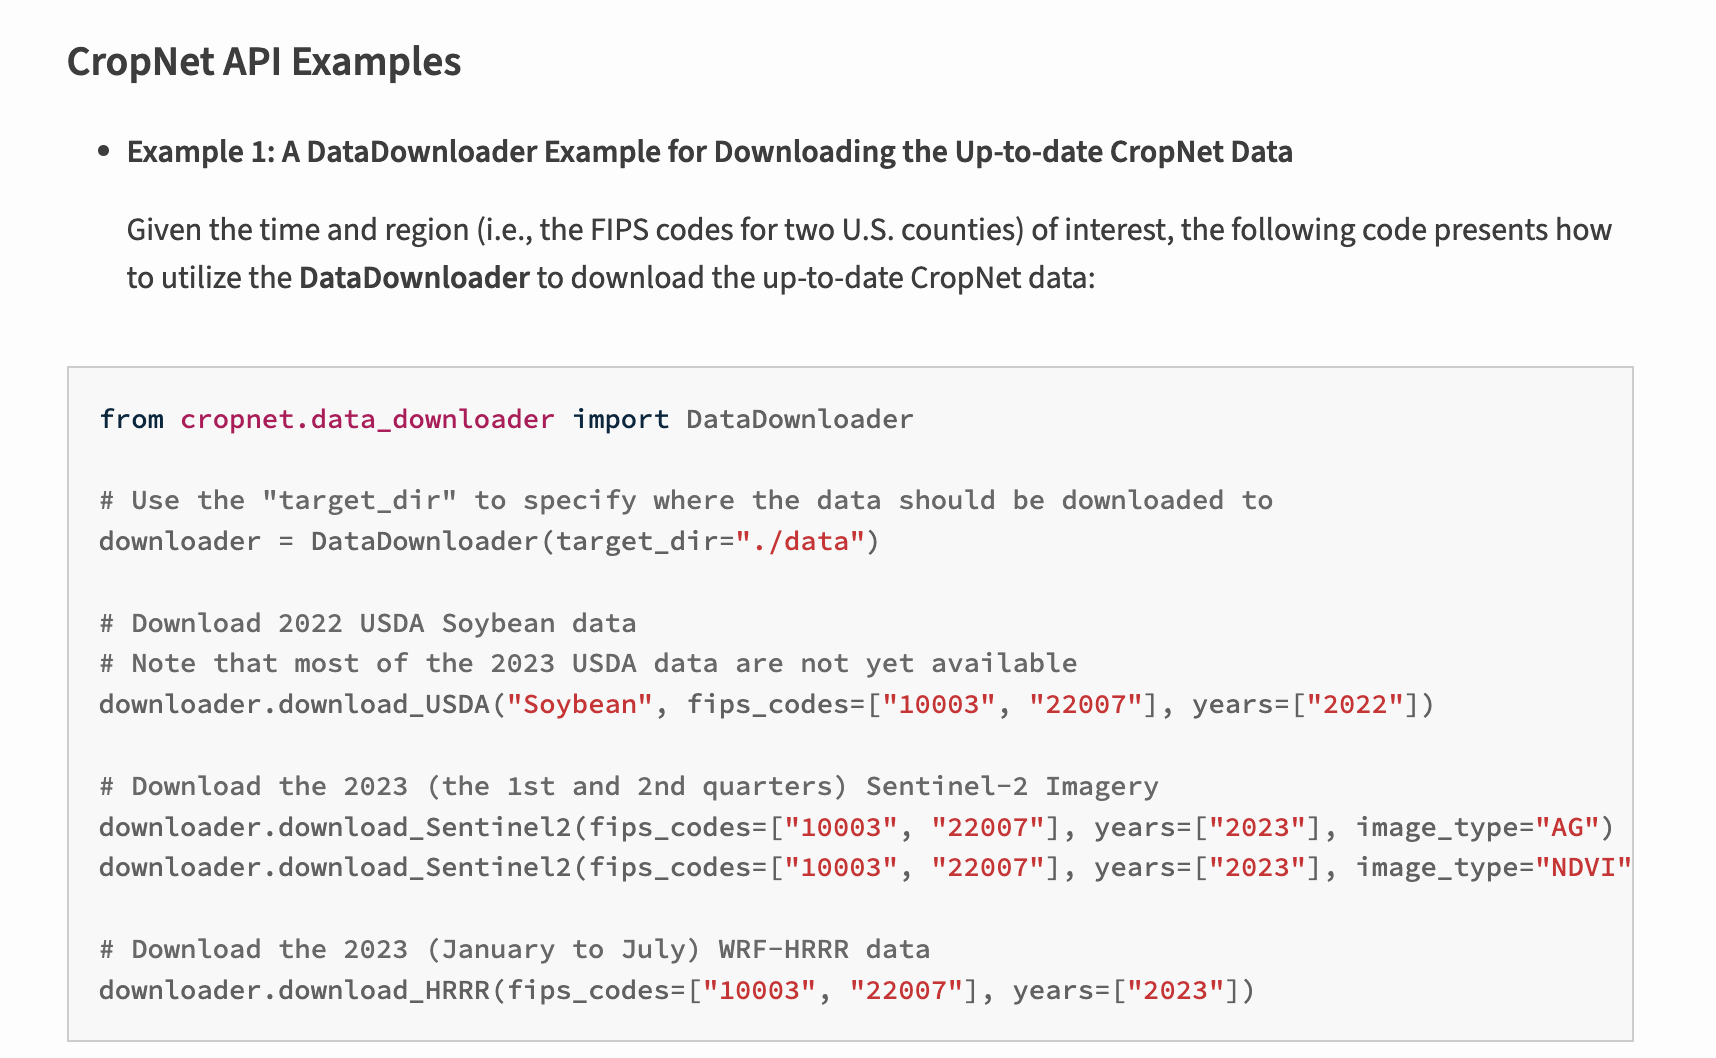 CropNet API Examples
• Example 1: A DataDownloader Example for Downloading the Up-to-date CropNet Data
Given the time and region (i.e., the FIPS codes for two U.S. counties) of interest, the following code presents how
to utilize the DataDownloader to download the up-to-date CropNet data:
from cropnet.data_downloader import DataDownloader
# Use the "target_dir" to specify where the data should be downloaded to
downloader = DataDownloader(target_dir="./data")
# Download 2022 USDA Soybean data
# Note that most of the 2023 USDA data are not yet available
downloader.download_USDA("Soybean", fips_codes=["10003", "22007"], years=["2022"])
# Download the 2023 (the 1st and 2nd quarters) Sentinel-2 Imagery
downloader.download_Sentinel2(fips_codes=["10003", "22007"], years=["2023"], image_type="AG")
downloader.download_Sentinel2(fips_codes=["10003", "22007"], years=["2023"], image_type="NDVI"
# Download the 2023 (January to July) WRF-HRRR data
downloader.download_HRRR(fips_codes=["10003", "22007"], years=["2023"])